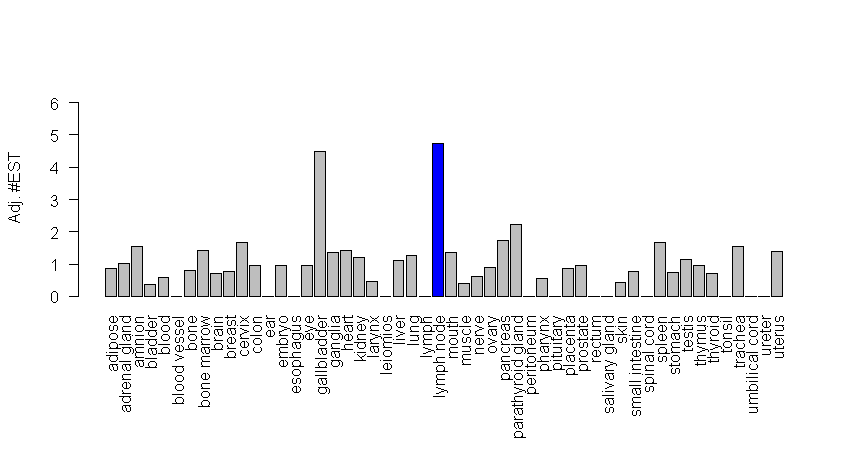 6
5
4
3
2
1
0
Adj. #EST
adipose
adrenal gland
amnion
bladder
blood
blood vessel
bone
bone marrow
brain
breast
cervix
colon
ear
embryo
esophagus
eye
gallbladder
ganglia
heart
kidney
larynx
leiomios
liver
lung
lymph
lymph node
mouth
muscle
nerve
ovary
pancreas
parathyroid gland
peritoneum
pharynx
pituitary
placenta
prostate
rectum
salivary gland
skin
small intestine
spinal cord
spleen
stomach
testis
thymus
thyroid
tonsil
trachea
umbilical cord
ureter
uterus